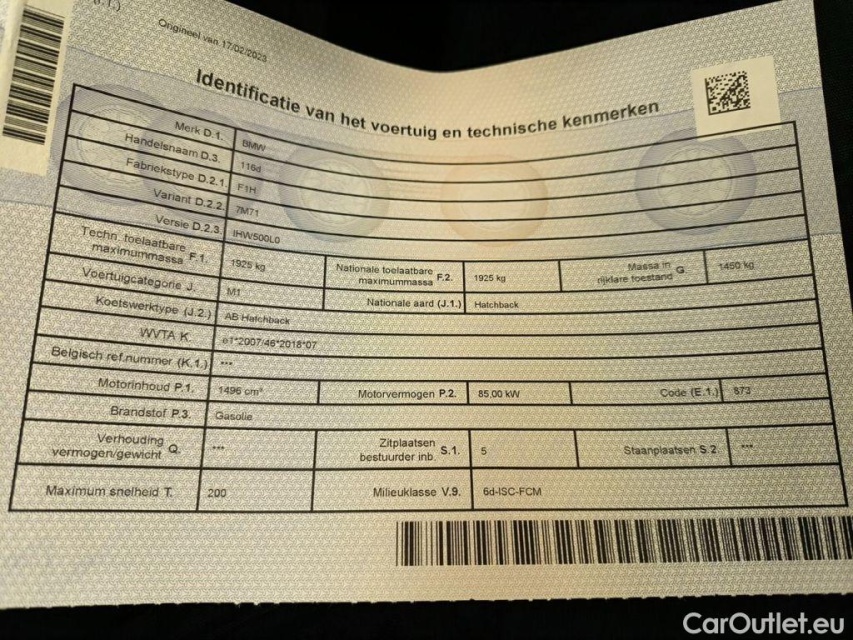 Origineel van 17/02/2023
Identificatie van het voertuig en technische kenmerken
Merk D.1. BMW
Handelsnaam D.3. 116d
Fabriekstype D.2.1. F1H
Variant D.2.2. 7M71
Versie D.2.3. IHW500L0
Techn. toelaatbare maximummassa F.1. 1925 kg Nationale toelaatbare maximummassa F.2. 1925 kg Massa in rijklare toestand G. 1450 kg
Voertuigcategorie J. M1 Nationale aard (J.1.) Hatchback
Koetswerktype (J.2.) AB Hatchback
WVTA K. e1*2007/46*2018*07
Belgisch ref.nummer (K.1.) ***
Motorinhoud P.1. 1496 cm³ Motorvermogen P.2. 85,00 kW Code (E.1.) 873
Brandstof P.3. Gasolie
Verhouding vermogen/gewicht Q. *** Zitplaatsen bestuurder inb. S.1. 5 Staanplaatsen S.2 ***
Maximum snelheid T. 200 Milieuklasse V.9. 6d-ISC-FCM
CarOutlet.eu